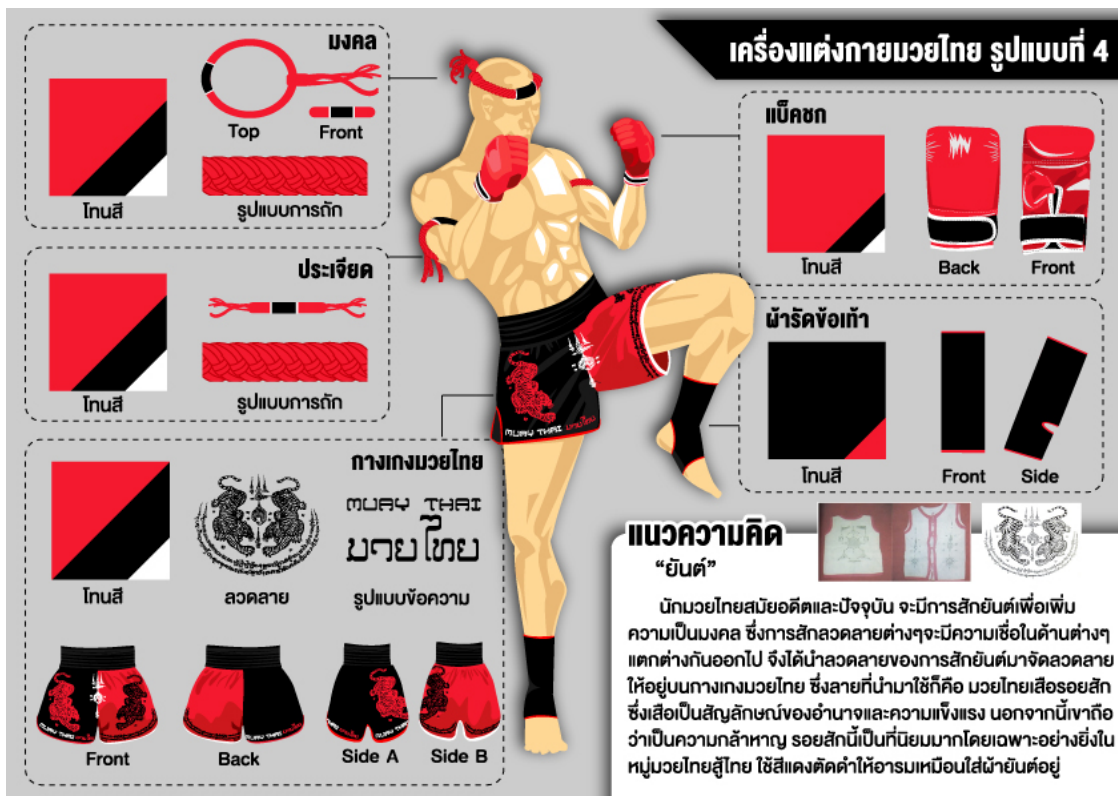 เครื่องแต่งกายมวยไทย รูปแบบที่ 4
มงคล
Top
Front
โทนสี
รูปแบบการถัก
ประเจียด
โทนสี
รูปแบบการถัก
กางเกงมวยไทย
MUAY THAI
มวยไทย
โทนสี
ลวดลาย
รูปแบบข้อความ
Front
Back
Side A
Side B
MUAY THAI มวยไทย
แบ็คชก
โทนสี
Back
Front
ผ้ารัดข้อเท้า
โทนสี
Front
Side
แนวความคิด
“ยันต์”
นักมวยไทยสมัยอดีตและปัจจุบัน จะมีการสักยันต์เพื่อเพิ่ม
ความเป็นมงคล ซึ่งการสักลวดลายต่างๆจะมีความเชื่อในด้านต่างๆ
แตกต่างกันออกไป จึงได้นำลวดลายของการสักยันต์มาจัดลวดลาย
ให้อยู่บนกางเกงมวยไทย ซึ่งลายที่นำมาใช้ก็คือ มวยไทยเสือรอยสัก
ซึ่งเสือเป็นสัญลักษณ์ของอำนาจและความแข็งแรง นอกจากนี้เขาถือ
ว่าเป็นความกล้าหาญ รอยสักนี้เป็นที่นิยมมากโดยเฉพาะอย่างยิ่งใน
หมู่มวยไทยสู้ไทย ใช้สีแดงตัดดำให้อารมเหมือนใส่ผ้ายันต์อยู่